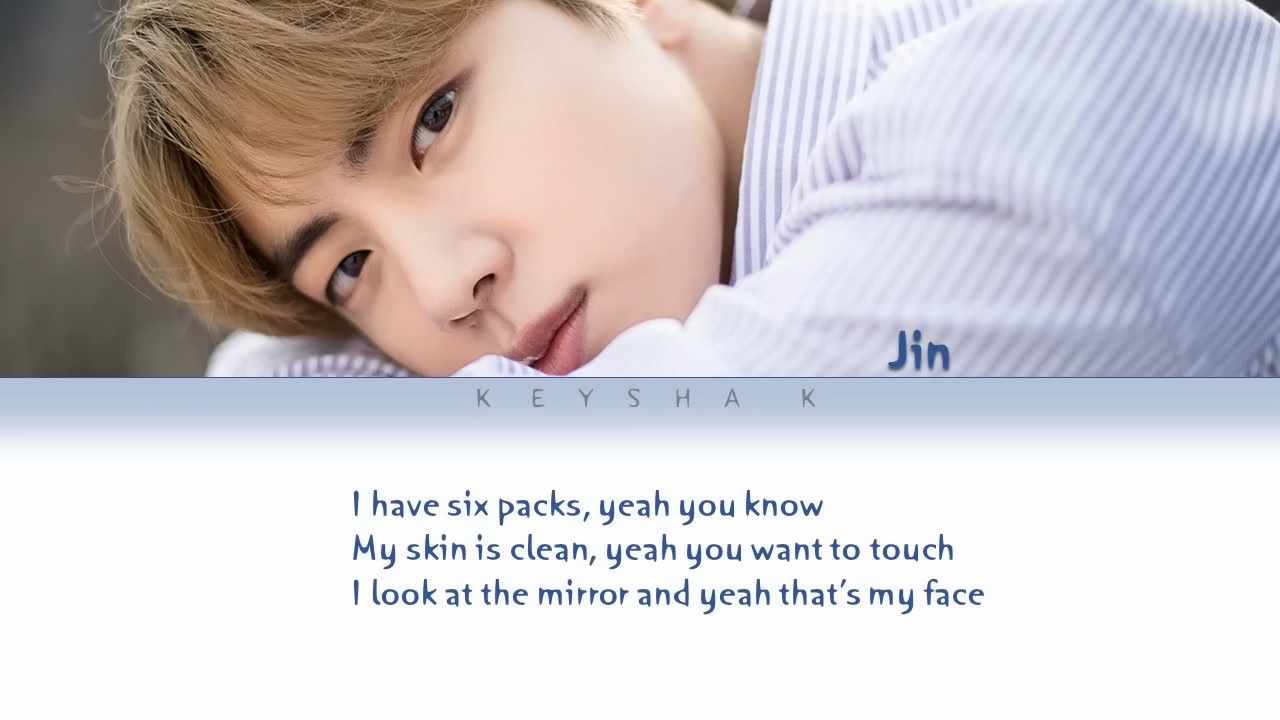 Jin
KEYSHA K
I have six packs, yeah you know
My skin is clean, yeah you want to touch
I look at the mirror and yeah that's my face